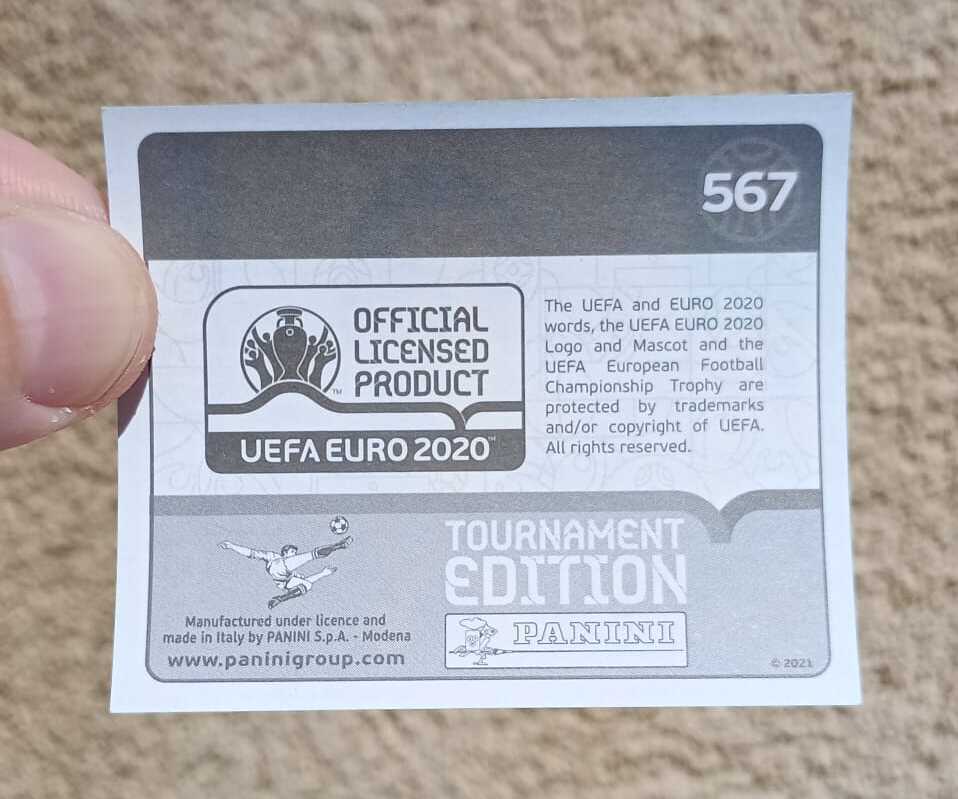 567
OFFICIAL
LICENSED
PRODUCT
™
UEFA EURO 2020™
The UEFA and EURO 2020
words, the UEFA EURO 2020
Logo and Mascot and the
UEFA European Football
Championship Trophy are
protected by trademarks
and/or copyright of UEFA.
All rights reserved.
TOURNAMENT
EDITION
Manufactured under licence and
made in Italy by PANINI S.p.A. - Modena
www.paninigroup.com
PANINI
© 2021